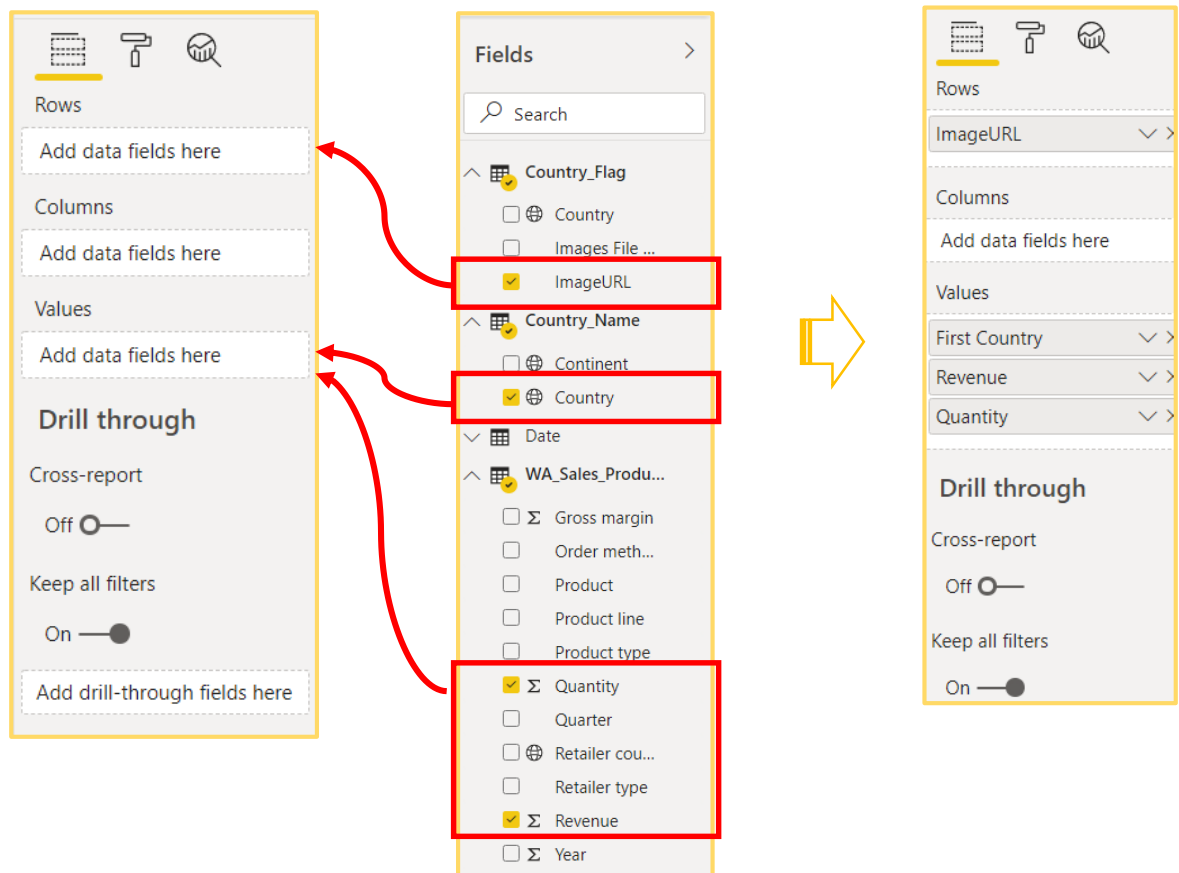 Rows
Add data fields here
Columns
Add data fields here
Values
Add data fields here
Drill through
Cross-report
Off
Keep all filters
On
Add drill-through fields here
Fields
Search
Country_Flag
Country
Images File ...
ImageURL
Country_Name
Continent
Country
Date
WA_Sales_Produ...
Σ Gross margin
Order meth...
Product
Product line
Product type
Σ Quantity
Quarter
Retailer cou...
Retailer type
Σ Revenue
Σ Year
Rows
ImageURL
Columns
Add data fields here
Values
First Country
Revenue
Quantity
Drill through
Cross-report
Off
Keep all filters
On